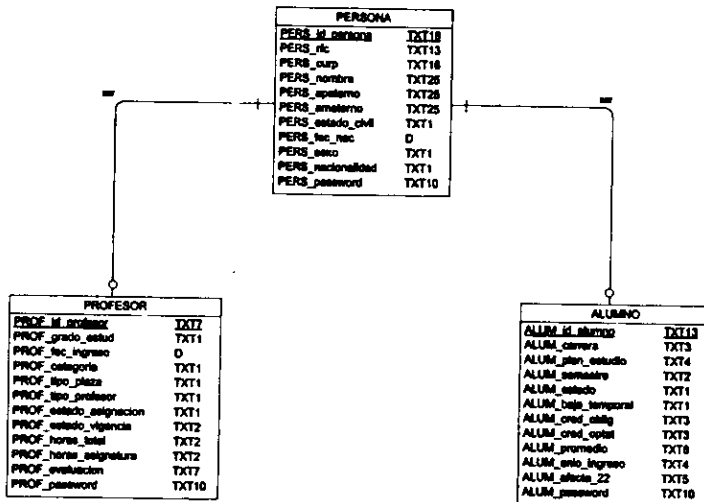 PERSONA
PERS_id_persona TXT18
PERS_rfc TXT13
PERS_curp TXT16
PERS_nombre TXT25
PERS_apaterno TXT25
PERS_amaterno TXT25
PERS_estado_civil TXT1
PERS_fec_nac D
PERS_sexo TXT1
PERS_nacionalidad TXT1
PERS_password TXT10
PROFESOR
PROF_id_profesor TXT7
PROF_grado_estud TXT1
PROF_fec_ingreso D
PROF_categoria TXT1
PROF_tipo_plaza TXT1
PROF_tipo_profesor TXT1
PROF_estado_asignacion TXT1
PROF_estado_vigencia TXT2
PROF_horas_total TXT2
PROF_horas_asignatura TXT2
PROF_evaluacion TXT7
PROF_password TXT10
ALUMNO
ALUM_id_alumno TXT13
ALUM_carrera TXT3
ALUM_plan_estudio TXT4
ALUM_semestre TXT2
ALUM_estado TXT1
ALUM_baja_temporal TXT1
ALUM_cred_oblig TXT3
ALUM_cred_optat TXT3
ALUM_promedio TXT8
ALUM_anio_ingreso TXT4
ALUM_afecta_22 TXT5
ALUM_password TXT10